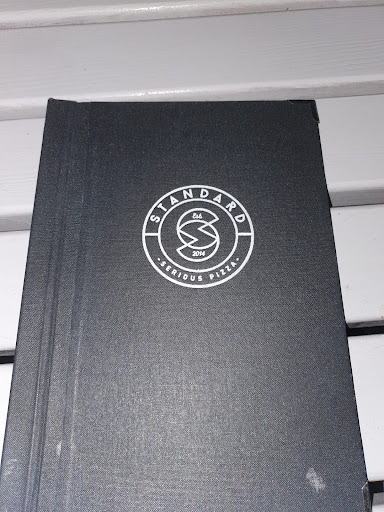 STANDARD
Est.
2014
• SERIOUS PIZZA •